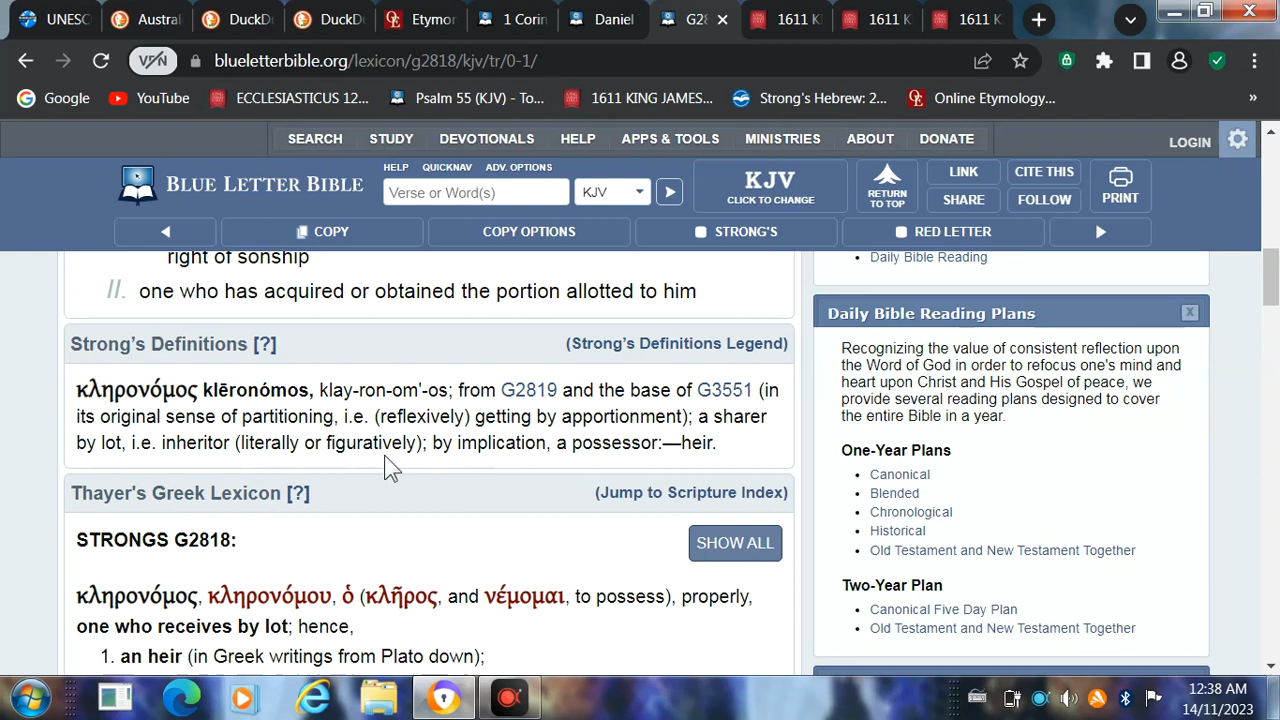 UNESC
Austral
DuckD
DuckD
Etymo
1 Corin
Daniel
G28
1611 KI
1611 K
1611 K
VPN
blueletterbible.org/lexicon/g2818/kjv/tr/0-1/
Google
YouTube
ECCLESIASTICUS 12...
Psalm 55 (KJV) - To...
1611 KING JAMES...
Strong's Hebrew: 2...
Online Etymology...
»
SEARCH STUDY DEVOTIONALS HELP APPS & TOOLS MINISTRIES ABOUT DONATE
LOGIN
BLUE LETTER BIBLE
HELP QUICKNAV ADV. OPTIONS
Verse or Word(s)
KJV
KJV
CLICK TO CHANGE
RETURN
TO TOP
LINK
CITE THIS
SHARE
FOLLOW
PRINT
COPY
COPY OPTIONS
STRONG'S
RED LETTER
right of sonship
II. one who has acquired or obtained the portion allotted to him
Strong's Definitions [?]
(Strong's Definitions Legend)
κληρονόμος klēronómos, klay-ron-om'-os; from G2819 and the base of G3551 (in
its original sense of partitioning, i.e. (reflexively) getting by apportionment); a sharer
by lot, i.e. inheritor (literally or figuratively); by implication, a possessor:—heir.
Thayer's Greek Lexicon [?]
(Jump to Scripture Index)
STRONGS G2818:
SHOW ALL
κληρονόμος, κληρονόμου, ὁ (κλῆρος, and νέμομαι, to possess), properly,
one who receives by lot; hence,
1. an heir (in Greek writings from Plato down);
Daily Bible Reading
Daily Bible Reading Plans
X
Recognizing the value of consistent reflection upon
the Word of God in order to refocus one's mind and
heart upon Christ and His Gospel of peace, we
provide several reading plans designed to cover
the entire Bible in a year.
One-Year Plans
Canonical
Blended
Chronological
Historical
Old Testament and New Testament Together
Two-Year Plan
Canonical Five Day Plan
Old Testament and New Testament Together
12:38 AM
14/11/2023